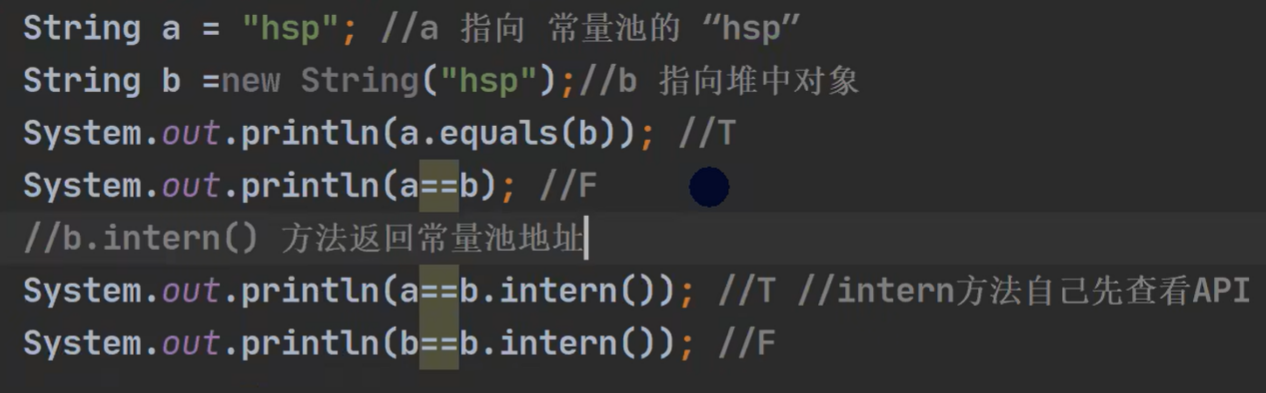 String a = "hsp"; //a 指向 常量池的 “hsp”
String b =new String("hsp");//b 指向堆中对象
System.out.println(a.equals(b)); //T
System.out.println(a==b); //F
//b.intern() 方法返回常量池地址
System.out.println(a==b.intern()); //T //intern方法自己先查看API
System.out.println(b==b.intern()); //F